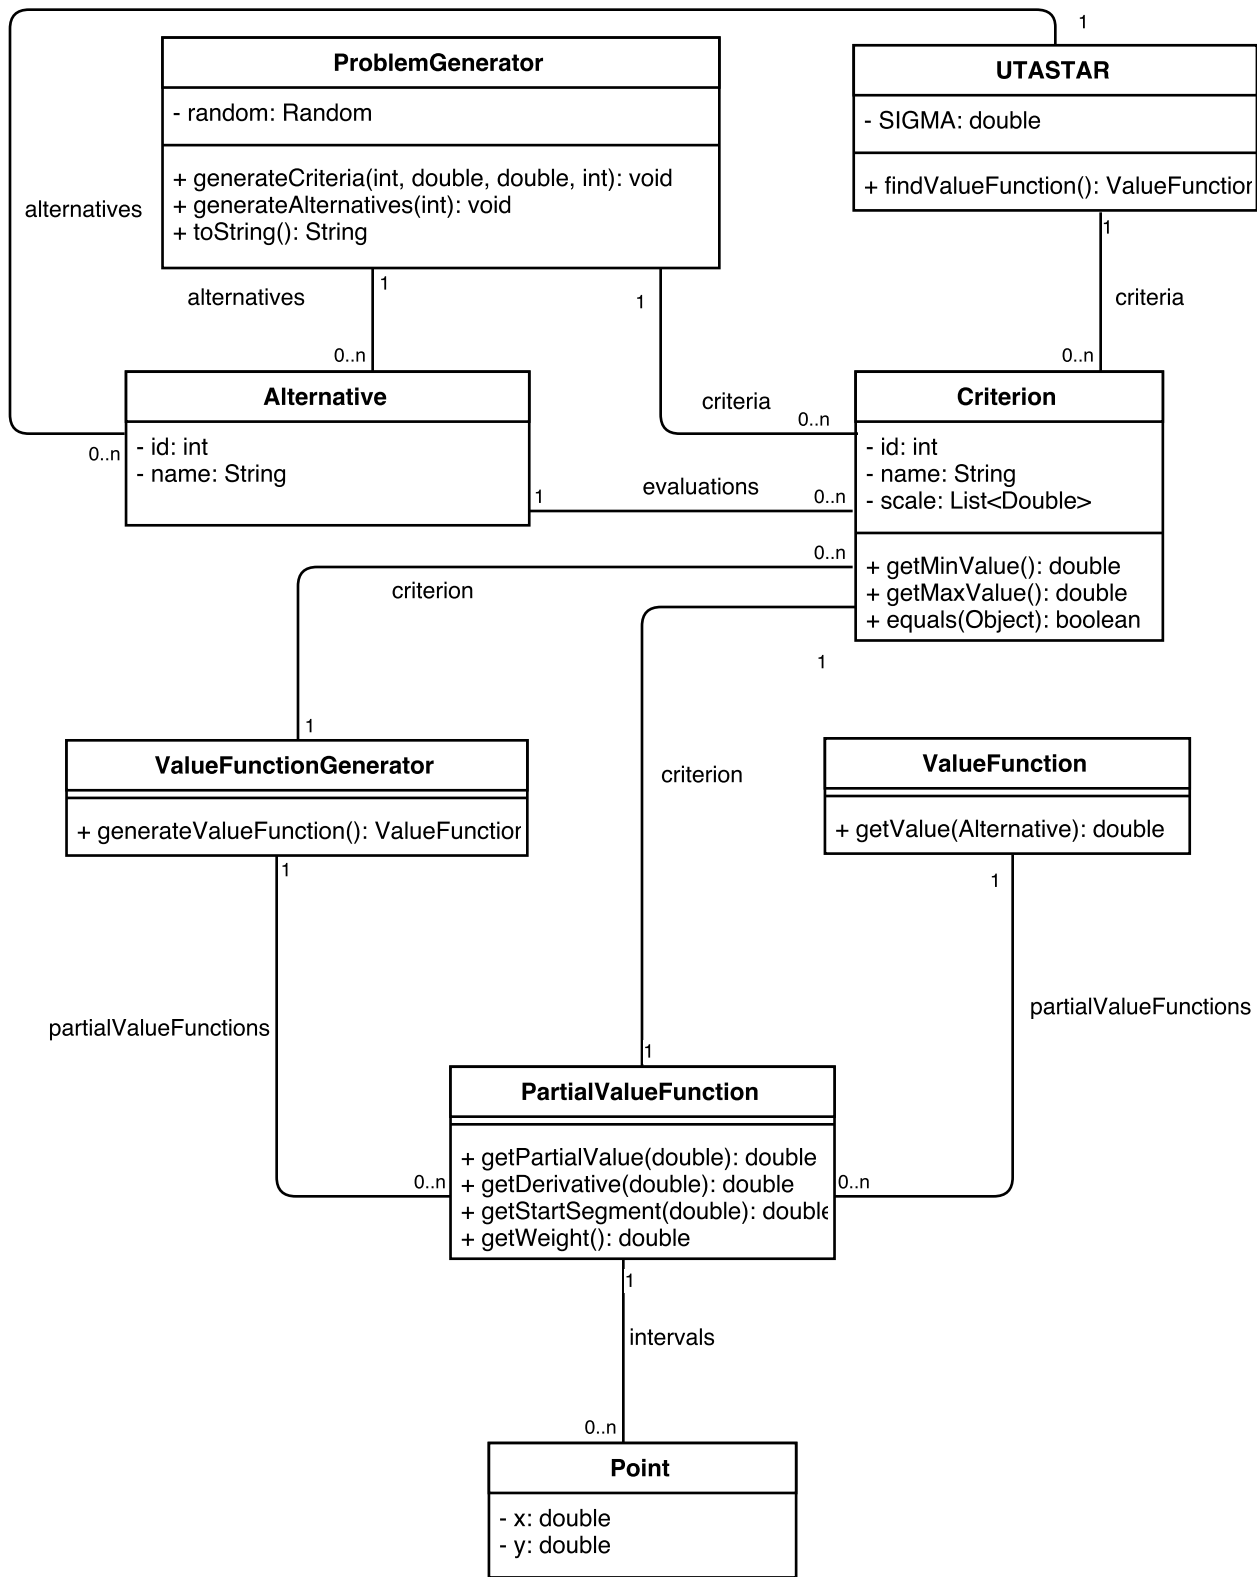 1
ProblemGenerator
- random: Random
+ generateCriteria(int, double, double, int): void
+ generateAlternatives(int): void
+ toString(): String
UTASTAR
- SIGMA: double
+ findValueFunction(): ValueFunction
alternatives
1
alternatives
0..n
1
criteria
0..n
1
criteria
0..n
0..n
Alternative
- id: int
- name: String
1
evaluations
0..n
Criterion
- id: int
- name: String
- scale: List<Double>
+ getMinValue(): double
+ getMaxValue(): double
+ equals(Object): boolean
0..n
criterion
1
1
criterion
1
ValueFunctionGenerator
+ generateValueFunction(): ValueFunction
ValueFunction
+ getValue(Alternative): double
1
partialValueFunctions
0..n
1
partialValueFunctions
0..n
PartialValueFunction
+ getPartialValue(double): double
+ getDerivative(double): double
+ getStartSegment(double): double
+ getWeight(): double
1
intervals
0..n
Point
- x: double
- y: double